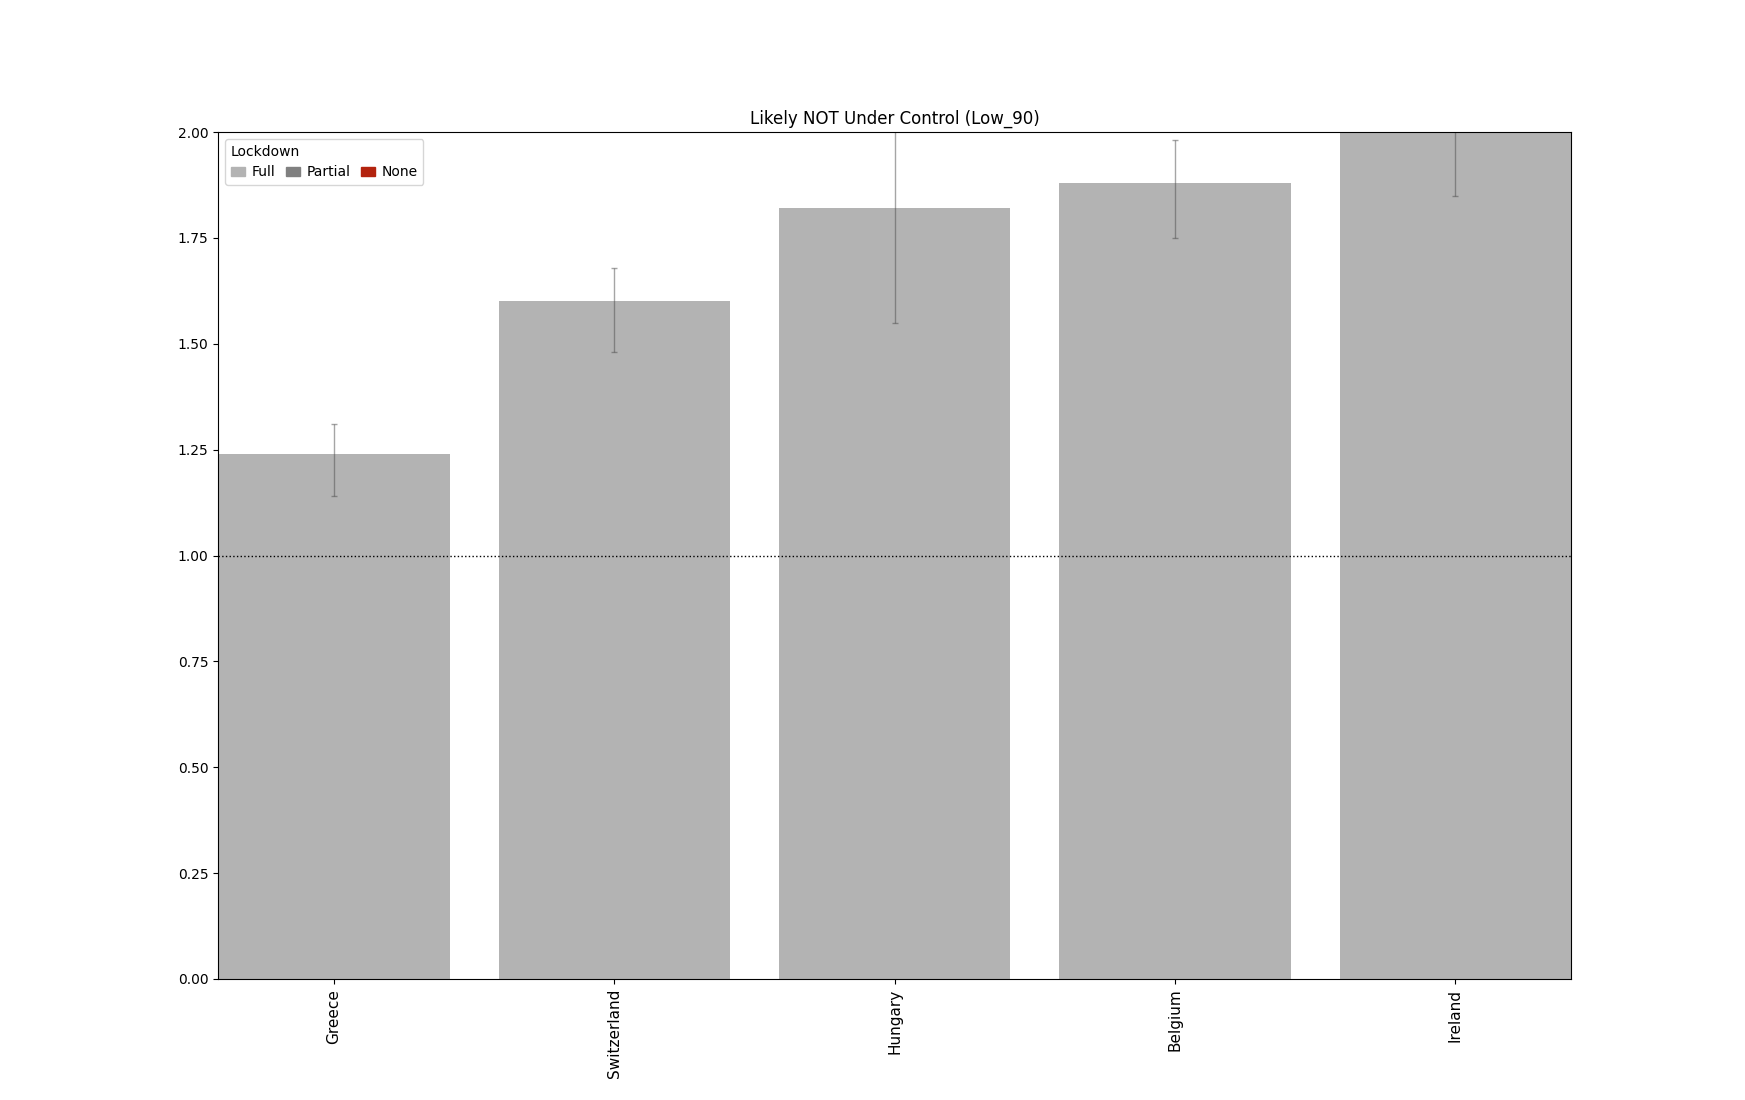 Likely NOT Under Control (Low_90)
Lockdown
Full Partial None
2.00
1.75
1.50
1.25
1.00
0.75
0.50
0.25
0.00
Greece
Switzerland
Hungary
Belgium
Ireland